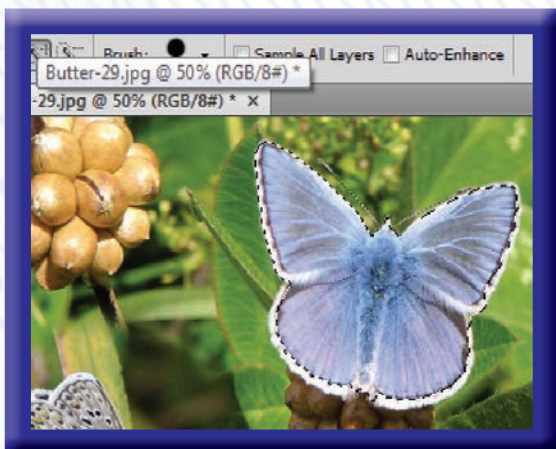 Brush:
Sample All Layers
Auto-Enhance
Butter-29.jpg @ 50% (RGB/8#) *
-29.jpg @ 50% (RGB/8#) * ×